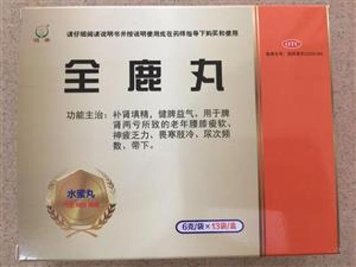 请仔细阅读说明书并按说明使用或在药师指导下购买和使用
OTC
全鹿丸
功能主治：补肾填精，健脾益气。用于脾
肾两亏所致的老年腰膝痠软、
神疲乏力、畏寒肢冷、尿次频
数、带下。
水蜜丸
6克/袋×13袋/盒